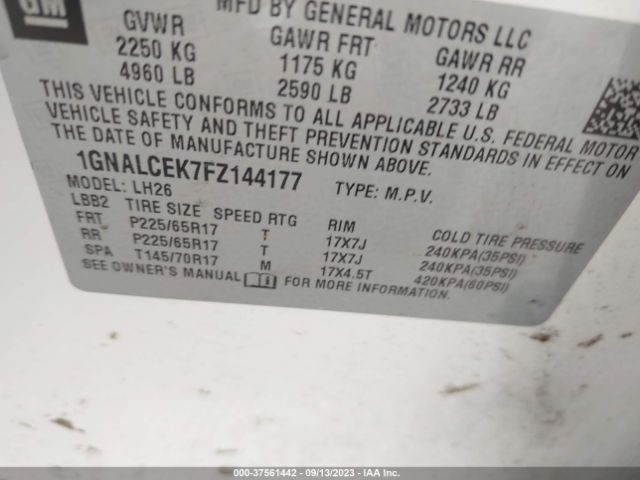 GM
MFD BY GENERAL MOTORS LLC
GVWR GAWR FRT GAWR RR
2250 KG 1175 KG 1240 KG
4960 LB 2590 LB 2733 LB
THIS VEHICLE CONFORMS TO ALL APPLICABLE U.S. FEDERAL MOTOR
VEHICLE SAFETY AND THEFT PREVENTION STANDARDS IN EFFECT ON
THE DATE OF MANUFACTURE SHOWN ABOVE.
1GNALCEK7FZ144177 TYPE: M.P.V.
MODEL: LH26
LBB2 TIRE SIZE SPEED RTG RIM COLD TIRE PRESSURE
FRT P225/65R17 T 17X7J 240KPA(35PSI)
RR P225/65R17 T 17X7J 240KPA(35PSI)
SPA T145/70R17 M 17X4.5T 420KPA(60PSI)
SEE OWNER'S MANUAL FOR MORE INFORMATION.
000-37561442 - 09/13/2023 - IAA Inc.